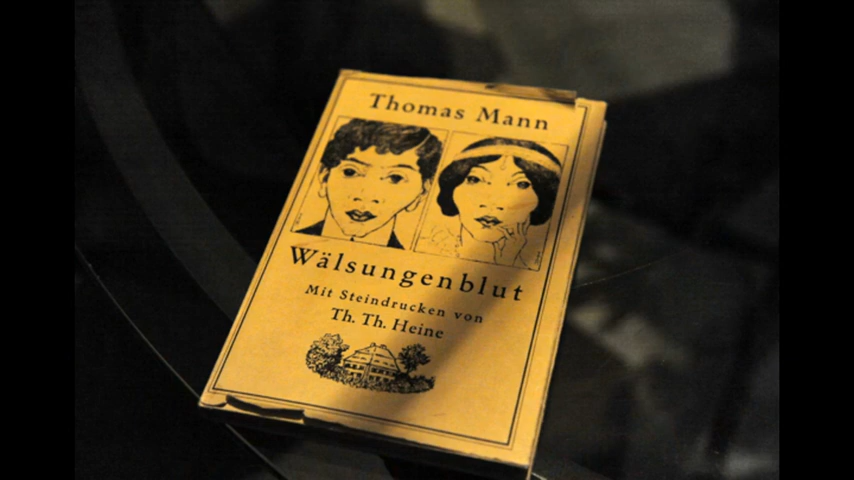 Thomas Mann
Wälsungenblut
Mit Steindrucken von
Th. Th. Heine